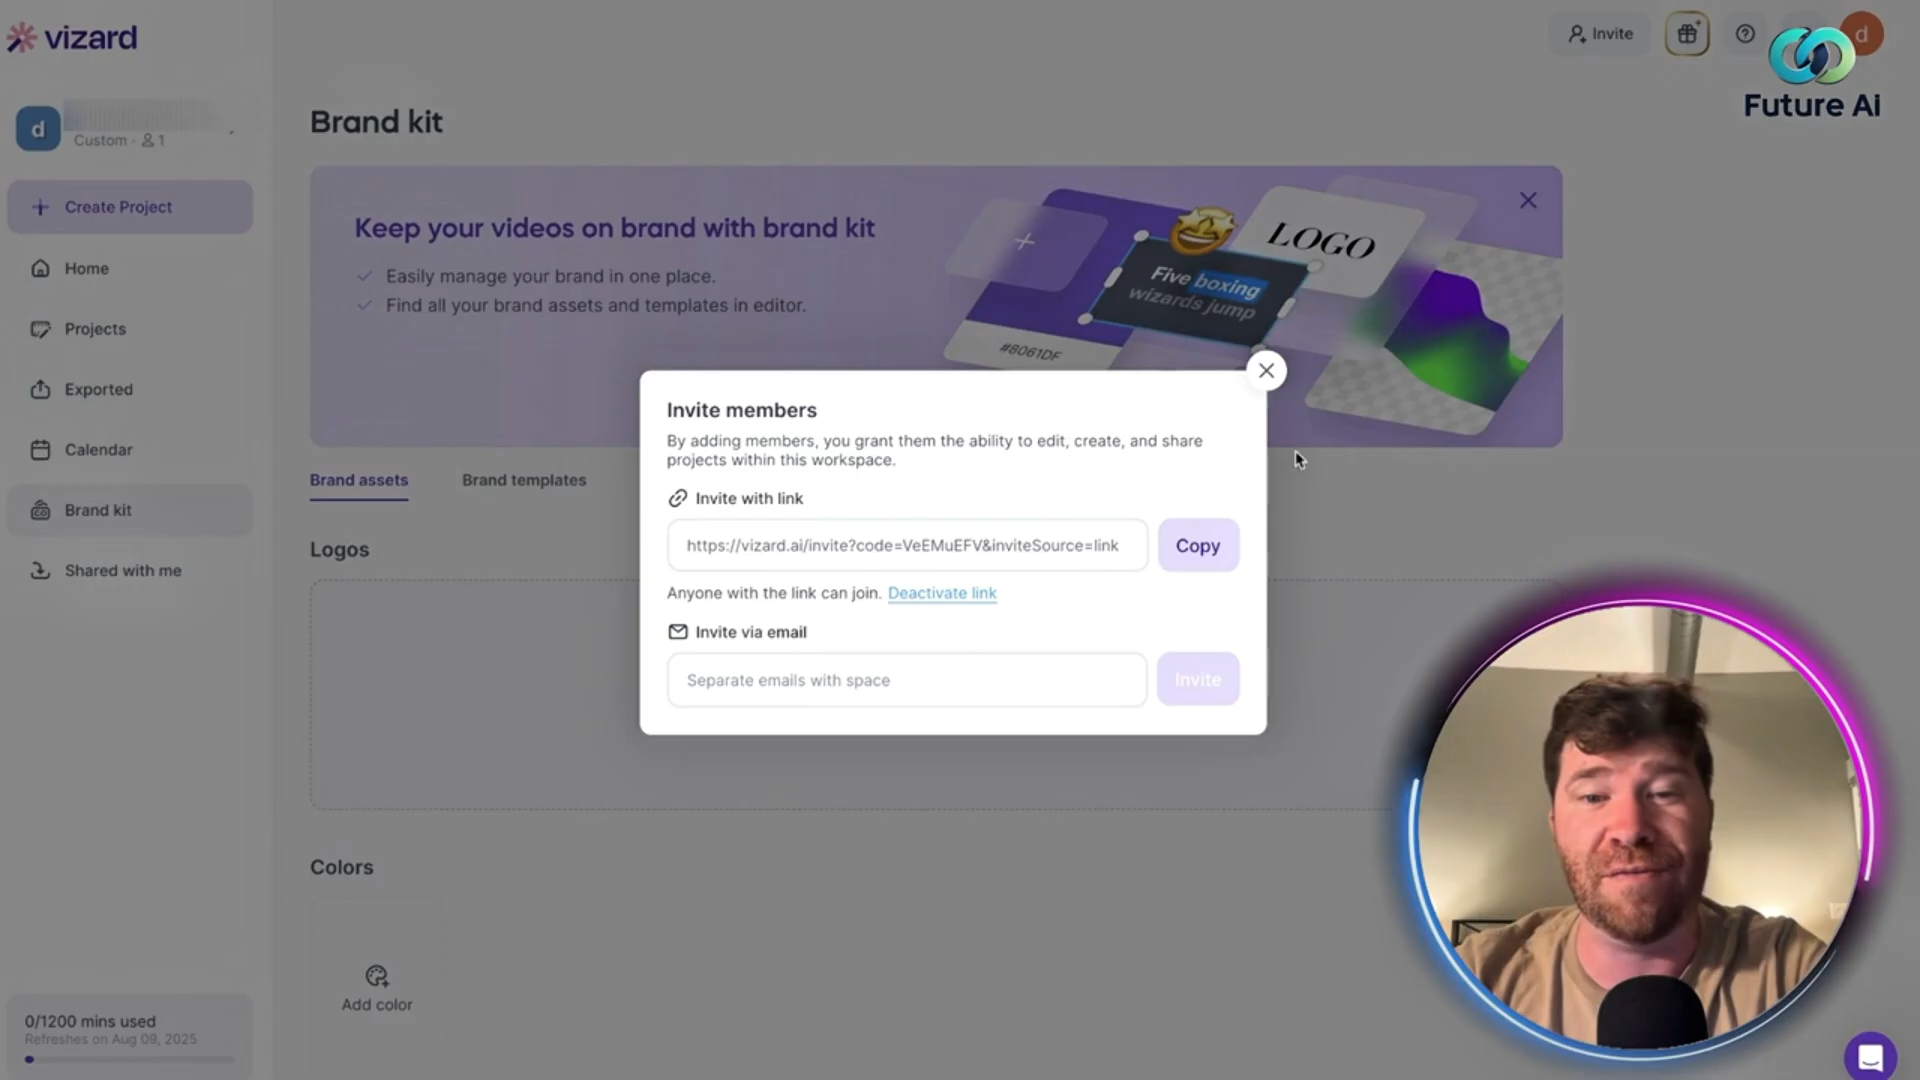 vizard
Invite
d
Future Ai
d
Custom · 1
Create Project
Home
Projects
Exported
Calendar
Brand kit
Shared with me
0/1200 mins used
Refreshes on Aug 09, 2025
Brand kit
Keep your videos on brand with brand kit
Easily manage your brand in one place.
Find all your brand assets and templates in editor.
LOGO
Five boxing
wizards jump
#8061DF
Brand assets
Brand templates
Logos
Colors
Add color
Invite members
By adding members, you grant them the ability to edit, create, and share
projects within this workspace.
Invite with link
https://vizard.ai/invite?code=VeEMuEFV&inviteSource=link
Copy
Anyone with the link can join. Deactivate link
Invite via email
Separate emails with space
Invite